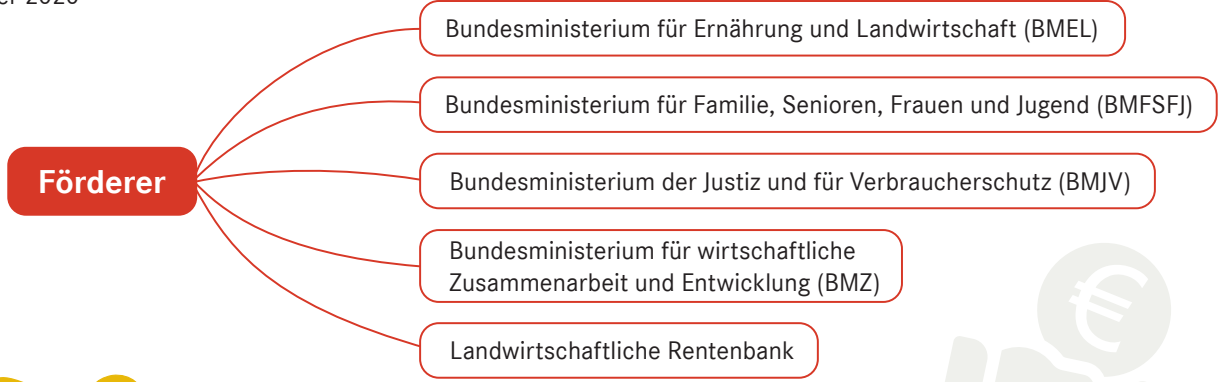 2020
Bundesministerium für Ernährung und Landwirtschaft (BMEL)
Bundesministerium für Familie, Senioren, Frauen und Jugend (BMFSFJ)
Förderer
Bundesministerium der Justiz und für Verbraucherschutz (BMJV)
Bundesministerium für wirtschaftliche
Zusammenarbeit und Entwicklung (BMZ)
Landwirtschaftliche Rentenbank
€